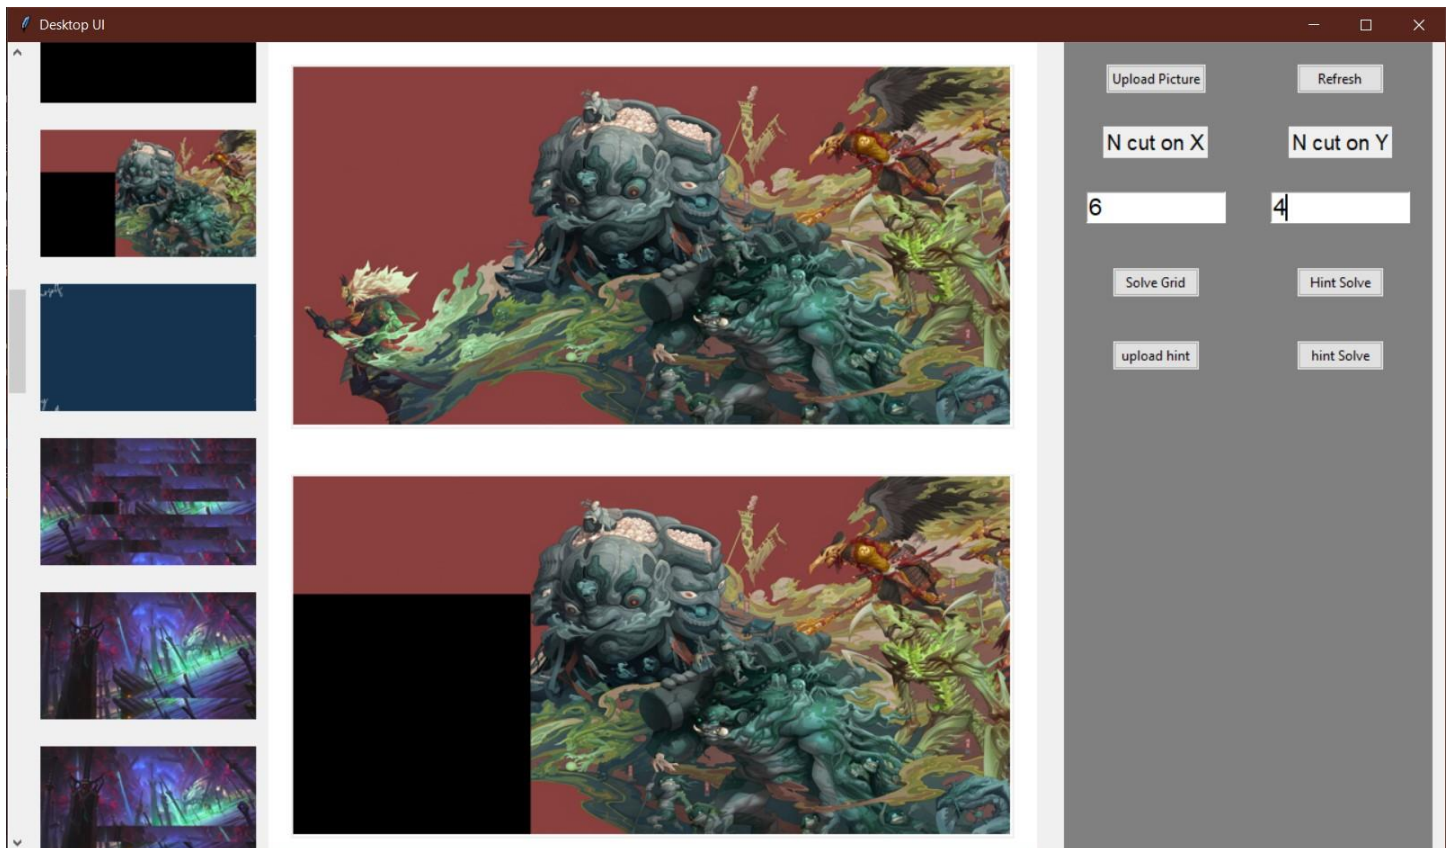 Desktop UI
Upload Picture
Refresh
N cut on X
N cut on Y
6
4
Solve Grid
Hint Solve
upload hint
hint Solve